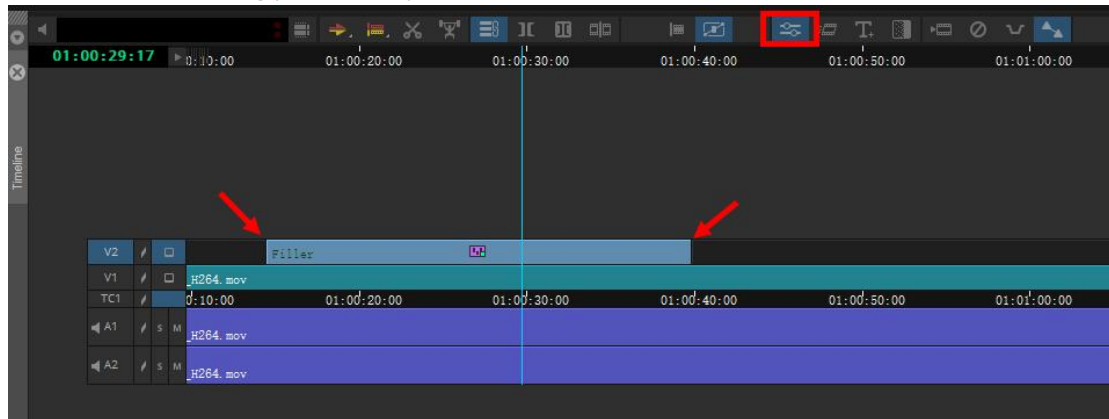 01:00:29:17
0:10:00 01:00:20:00 01:00:30:00 01:00:40:00 01:00:50:00 01:01:00:00
Timeline
V2 Filler
V1 _H264.mov
TC1 0:10:00 01:00:20:00 01:00:30:00 01:00:40:00 01:00:50:00 01:01:00:00
A1 S M _H264.mov
A2 S M _H264.mov